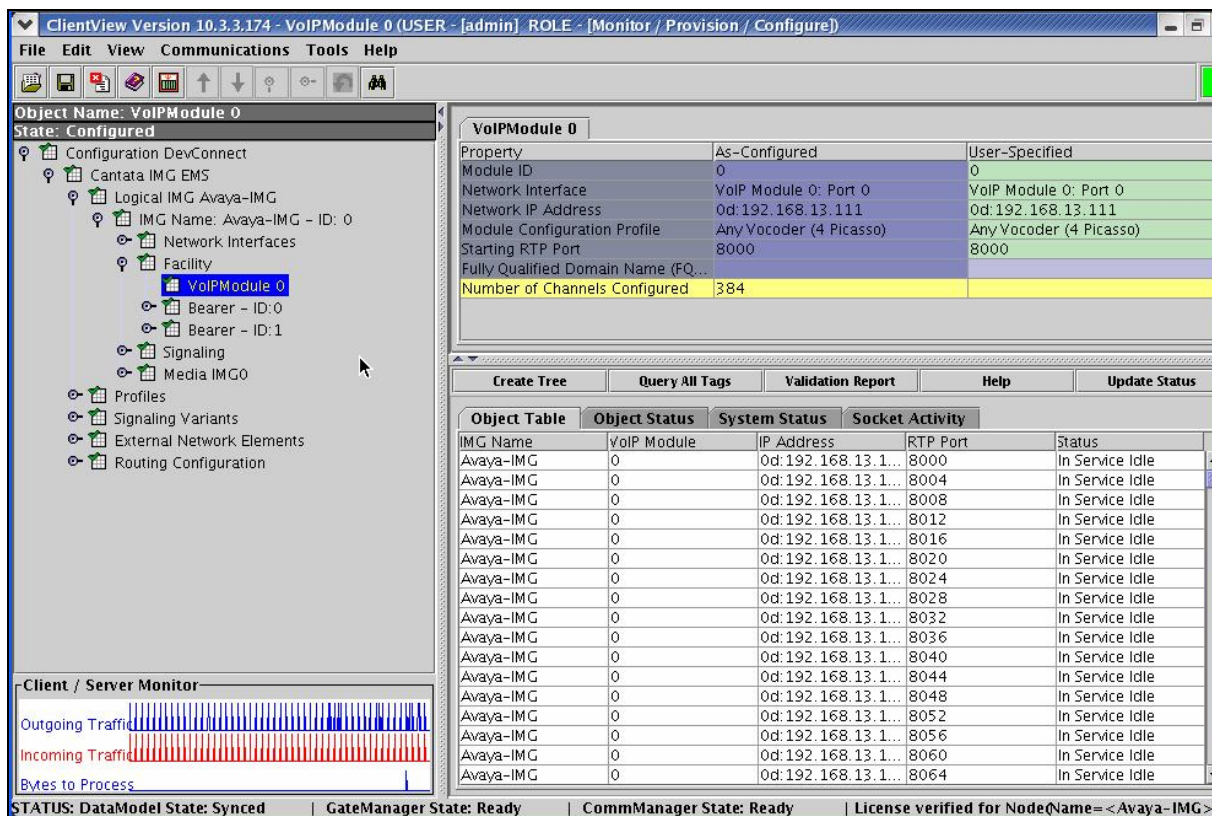 ClientView Version 10.3.3.174 - VoIPModule 0 (USER - [admin] ROLE - [Monitor / Provision / Configure])
File Edit View Communications Tools Help
Object Name: VoIPModule 0
State: Configured
Configuration DevConnect
Cantata IMG EMS
Logical IMG Avaya-IMG
IMG Name: Avaya-IMG - ID: 0
Network Interfaces
Facility
VoIPModule 0
Bearer - ID:0
Bearer - ID:1
Signaling
Media IMG0
Profiles
Signaling Variants
External Network Elements
Routing Configuration
Client / Server Monitor
Outgoing Traffic
Incoming Traffic
Bytes to Process
VoIPModule 0
Property As-Configured User-Specified
Module ID 0 0
Network Interface VoIP Module 0: Port 0 VoIP Module 0: Port 0
Network IP Address 0d:192.168.13.111 0d:192.168.13.111
Module Configuration Profile Any Vocoder (4 Picasso) Any Vocoder (4 Picasso)
Starting RTP Port 8000 8000
Fully Qualified Domain Name (FQ...
Number of Channels Configured 384
Create Tree Query All Tags Validation Report Help Update Status
Object Table Object Status System Status Socket Activity
IMG Name VoIP Module IP Address RTP Port Status
Avaya-IMG 0 0d:192.168.13.1... 8000 In Service Idle
Avaya-IMG 0 0d:192.168.13.1... 8004 In Service Idle
Avaya-IMG 0 0d:192.168.13.1... 8008 In Service Idle
Avaya-IMG 0 0d:192.168.13.1... 8012 In Service Idle
Avaya-IMG 0 0d:192.168.13.1... 8016 In Service Idle
Avaya-IMG 0 0d:192.168.13.1... 8020 In Service Idle
Avaya-IMG 0 0d:192.168.13.1... 8024 In Service Idle
Avaya-IMG 0 0d:192.168.13.1... 8028 In Service Idle
Avaya-IMG 0 0d:192.168.13.1... 8032 In Service Idle
Avaya-IMG 0 0d:192.168.13.1... 8036 In Service Idle
Avaya-IMG 0 0d:192.168.13.1... 8040 In Service Idle
Avaya-IMG 0 0d:192.168.13.1... 8044 In Service Idle
Avaya-IMG 0 0d:192.168.13.1... 8048 In Service Idle
Avaya-IMG 0 0d:192.168.13.1... 8052 In Service Idle
Avaya-IMG 0 0d:192.168.13.1... 8056 In Service Idle
Avaya-IMG 0 0d:192.168.13.1... 8060 In Service Idle
Avaya-IMG 0 0d:192.168.13.1... 8064 In Service Idle
STATUS: DataModel State: Synced | GateManager State: Ready | CommManager State: Ready | License verified for Node(Name=<Avaya-IMG>